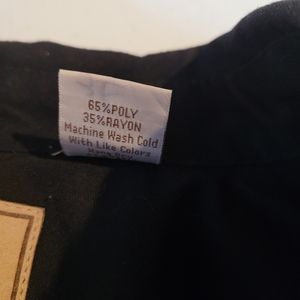 65%POLY
35%RAYON
Machine Wash Cold
With Like Colors